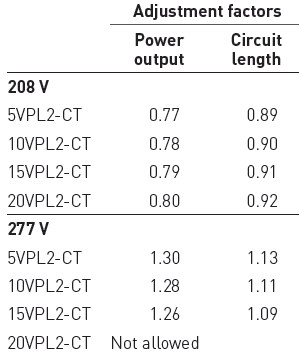 Adjustment factors
Power output Circuit length
208 V
5VPL2-CT 0.77 0.89
10VPL2-CT 0.78 0.90
15VPL2-CT 0.79 0.91
20VPL2-CT 0.80 0.92
277 V
5VPL2-CT 1.30 1.13
10VPL2-CT 1.28 1.11
15VPL2-CT 1.26 1.09
20VPL2-CT Not allowed